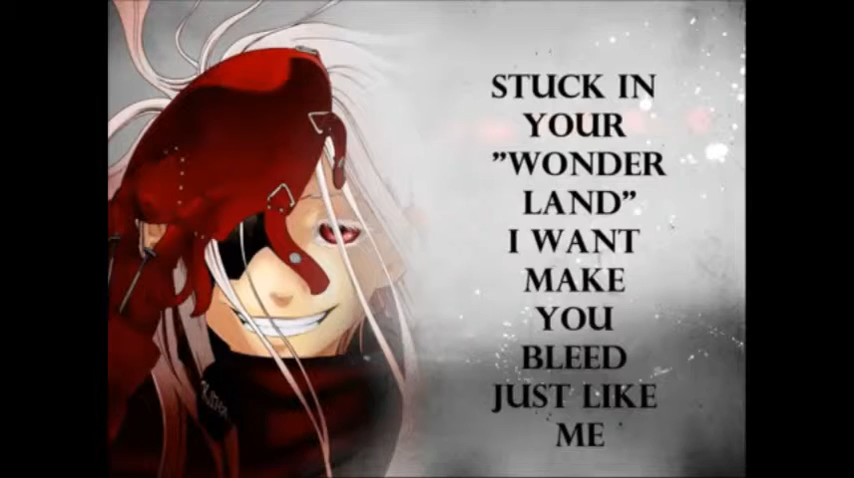 STUCK IN
YOUR
"WONDER
LAND"
I WANT
MAKE
YOU
BLEED
JUST LIKE
ME